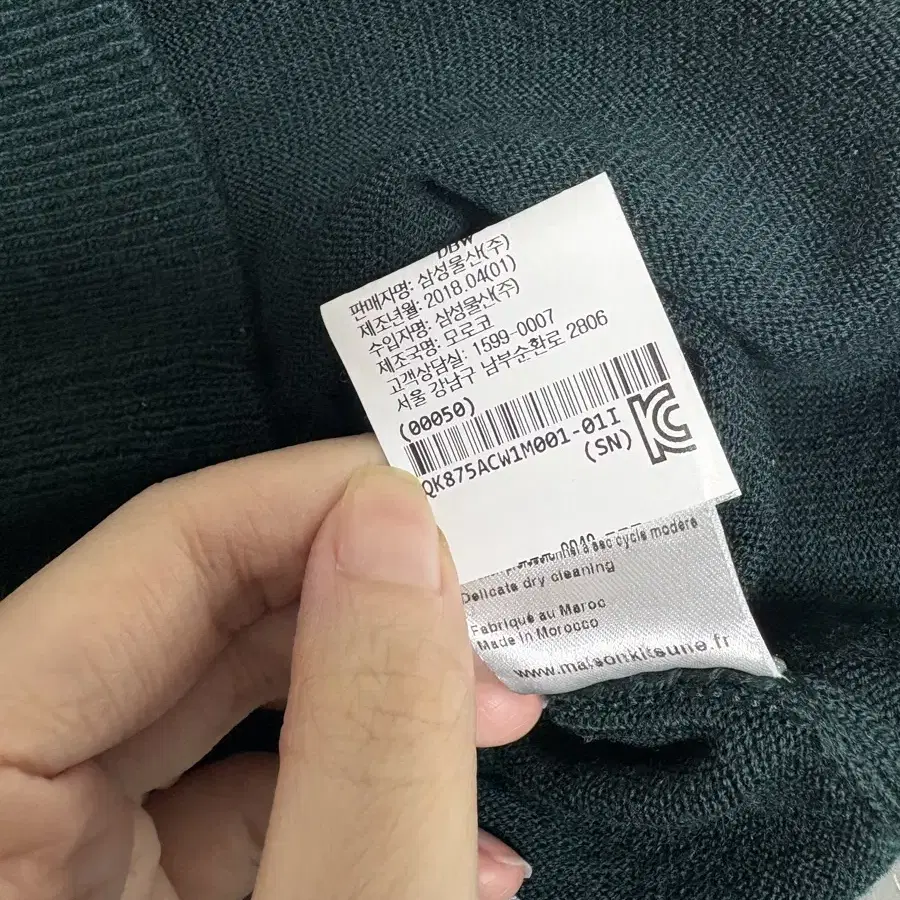 DBW
판매자명: 삼성물산(주)
제조년월: 2018.04(01)
수입자명: 삼성물산(주)
제조국명: 모로코
고객상담실: 1599-0007
서울 강남구 남부순환로 2806
(00050)
QK875ACW1M001-01I
(SN)
à sec cycle modéré
Delicate dry cleaning
Fabriqué au Maroc
Made in Morocco
www.maisonkitsune.fr